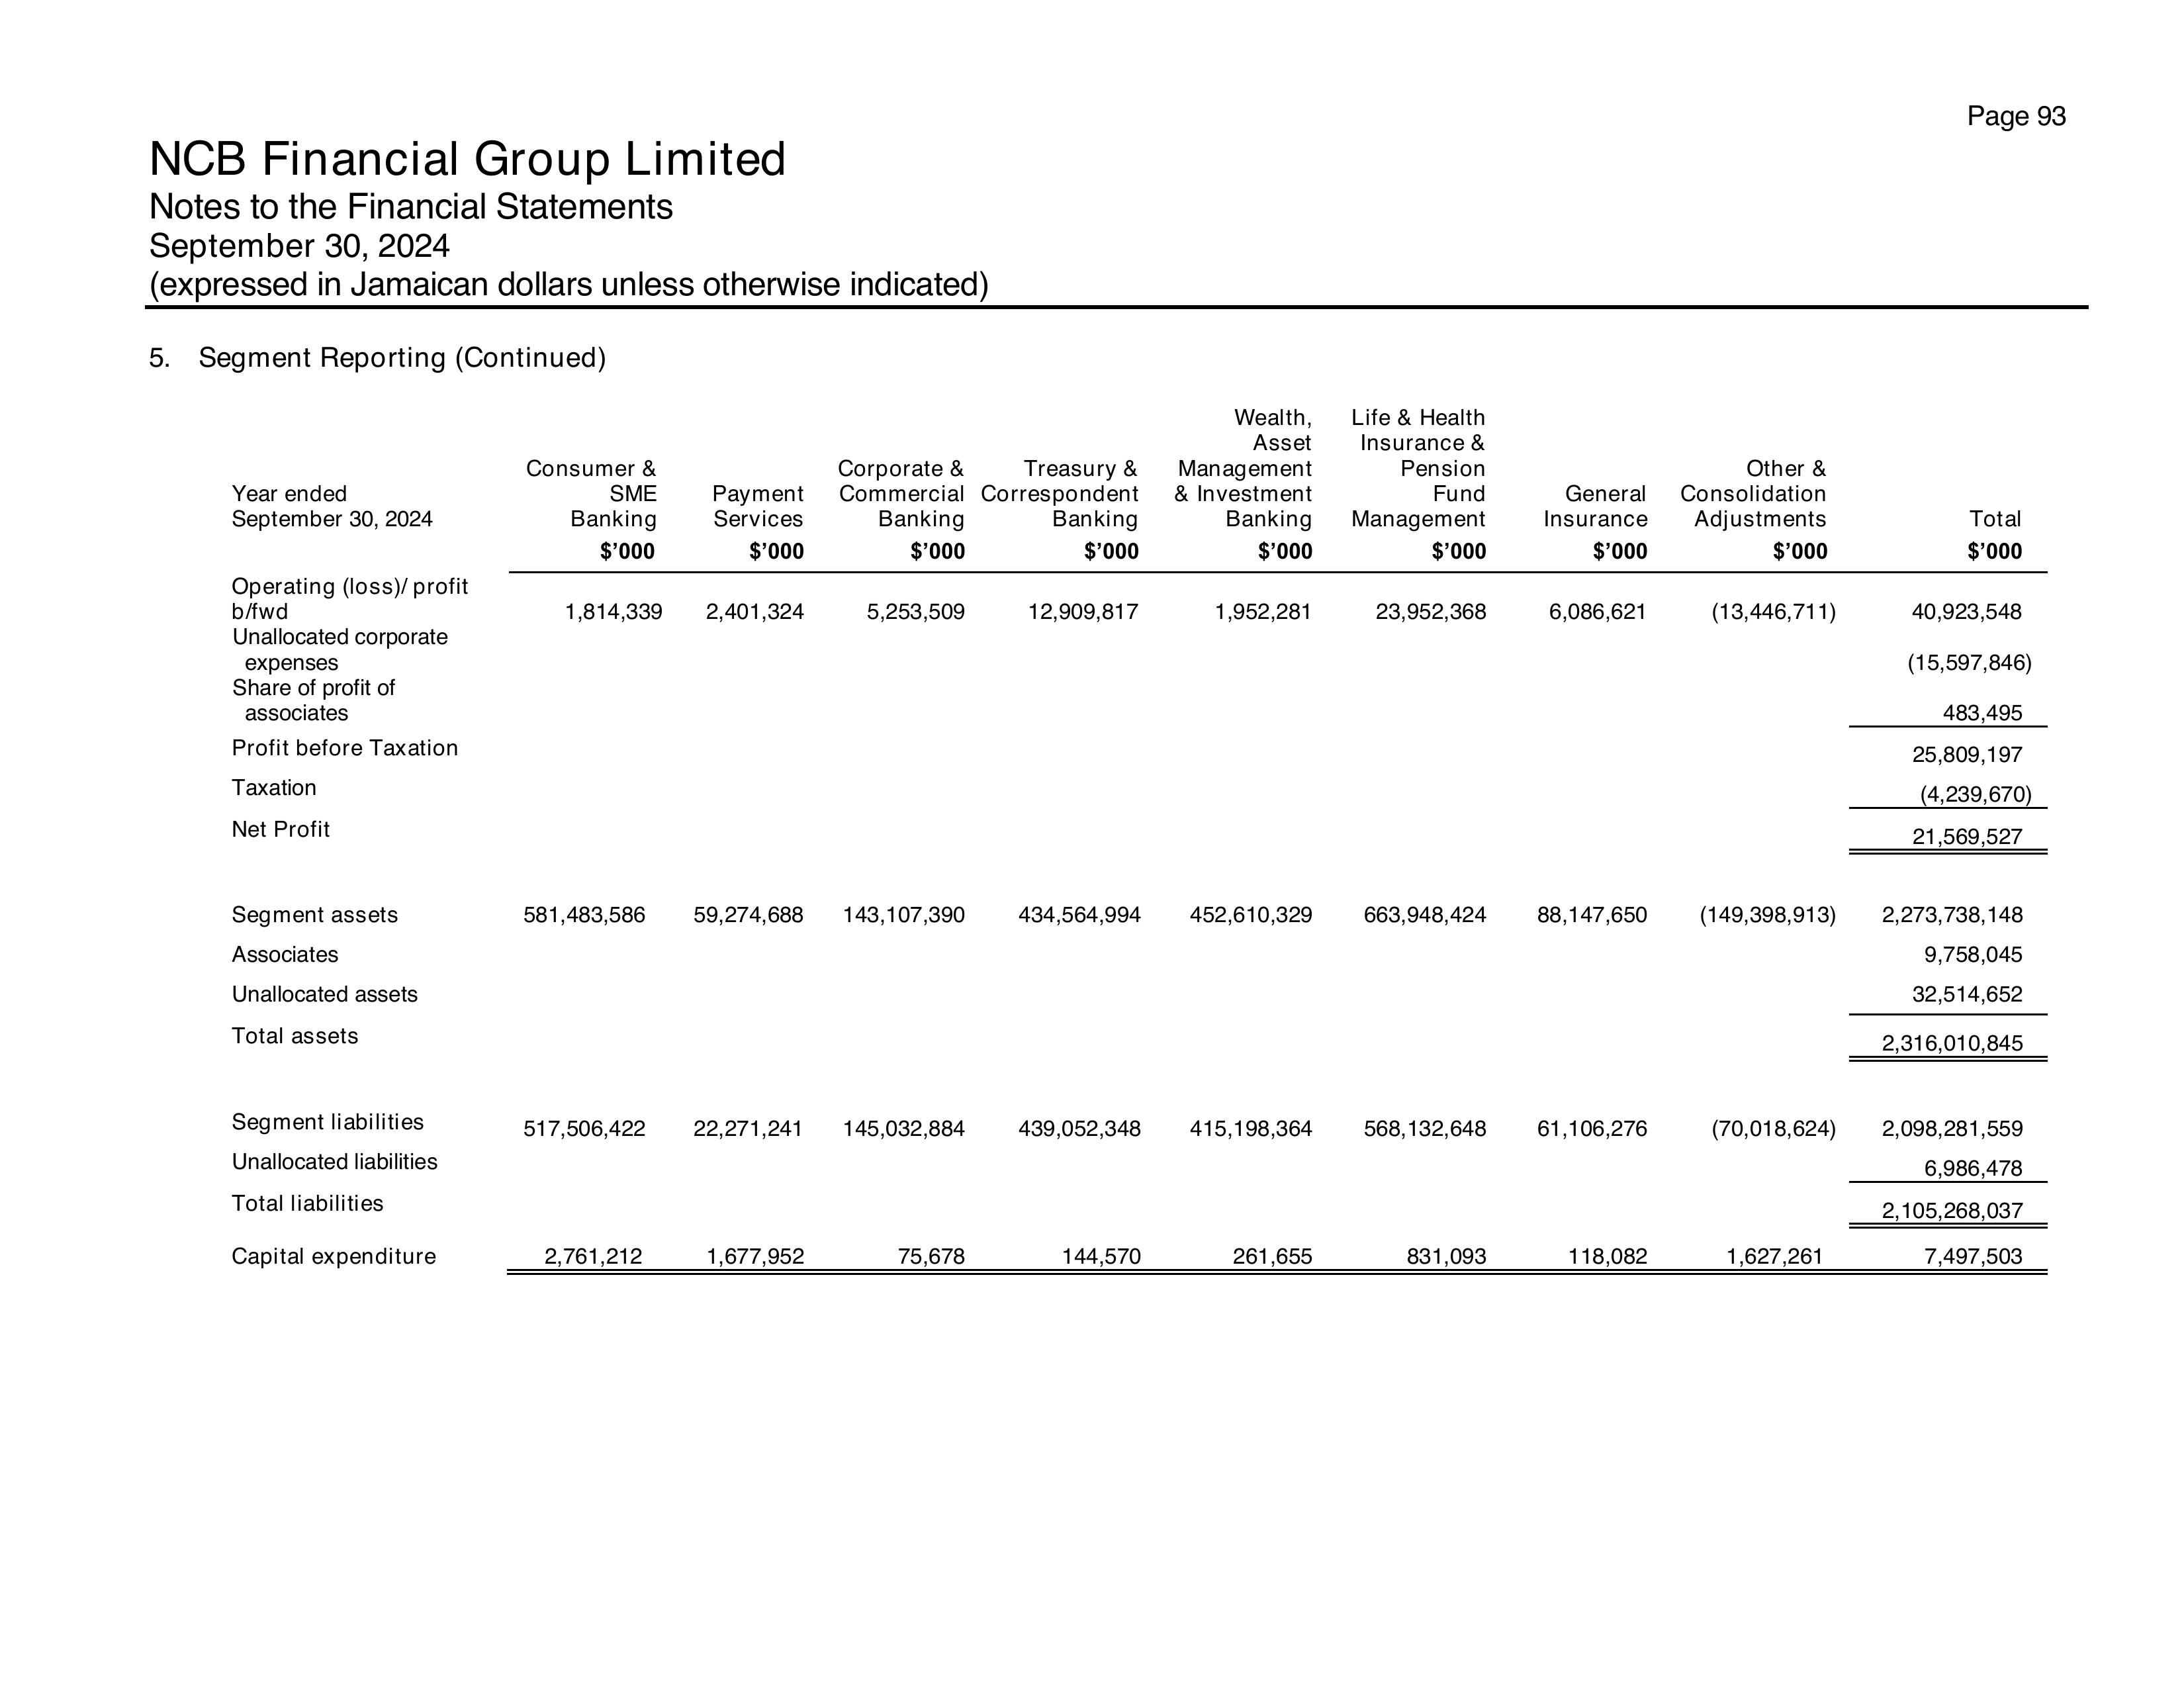 Page 93
NCB Financial Group Limited
Notes to the Financial Statements
September 30, 2024
(expressed in Jamaican dollars unless otherwise indicated)
5. Segment Reporting (Continued)
Wealth, Life & Health
Asset Insurance &
Consumer & Corporate & Treasury & Management Pension Other &
Year ended SME Payment Commercial Correspondent & Investment Fund General Consolidation
September 30, 2024 Banking Services Banking Banking Banking Management Insurance Adjustments Total
$’000 $’000 $’000 $’000 $’000 $’000 $’000 $’000 $’000
Operating (loss)/ profit
b/fwd 1,814,339 2,401,324 5,253,509 12,909,817 1,952,281 23,952,368 6,086,621 (13,446,711) 40,923,548
Unallocated corporate
expenses (15,597,846)
Share of profit of
associates 483,495
Profit before Taxation 25,809,197
Taxation (4,239,670)
Net Profit 21,569,527
Segment assets 581,483,586 59,274,688 143,107,390 434,564,994 452,610,329 663,948,424 88,147,650 (149,398,913) 2,273,738,148
Associates 9,758,045
Unallocated assets 32,514,652
Total assets 2,316,010,845
Segment liabilities 517,506,422 22,271,241 145,032,884 439,052,348 415,198,364 568,132,648 61,106,276 (70,018,624) 2,098,281,559
Unallocated liabilities 6,986,478
Total liabilities 2,105,268,037
Capital expenditure 2,761,212 1,677,952 75,678 144,570 261,655 831,093 118,082 1,627,261 7,497,503